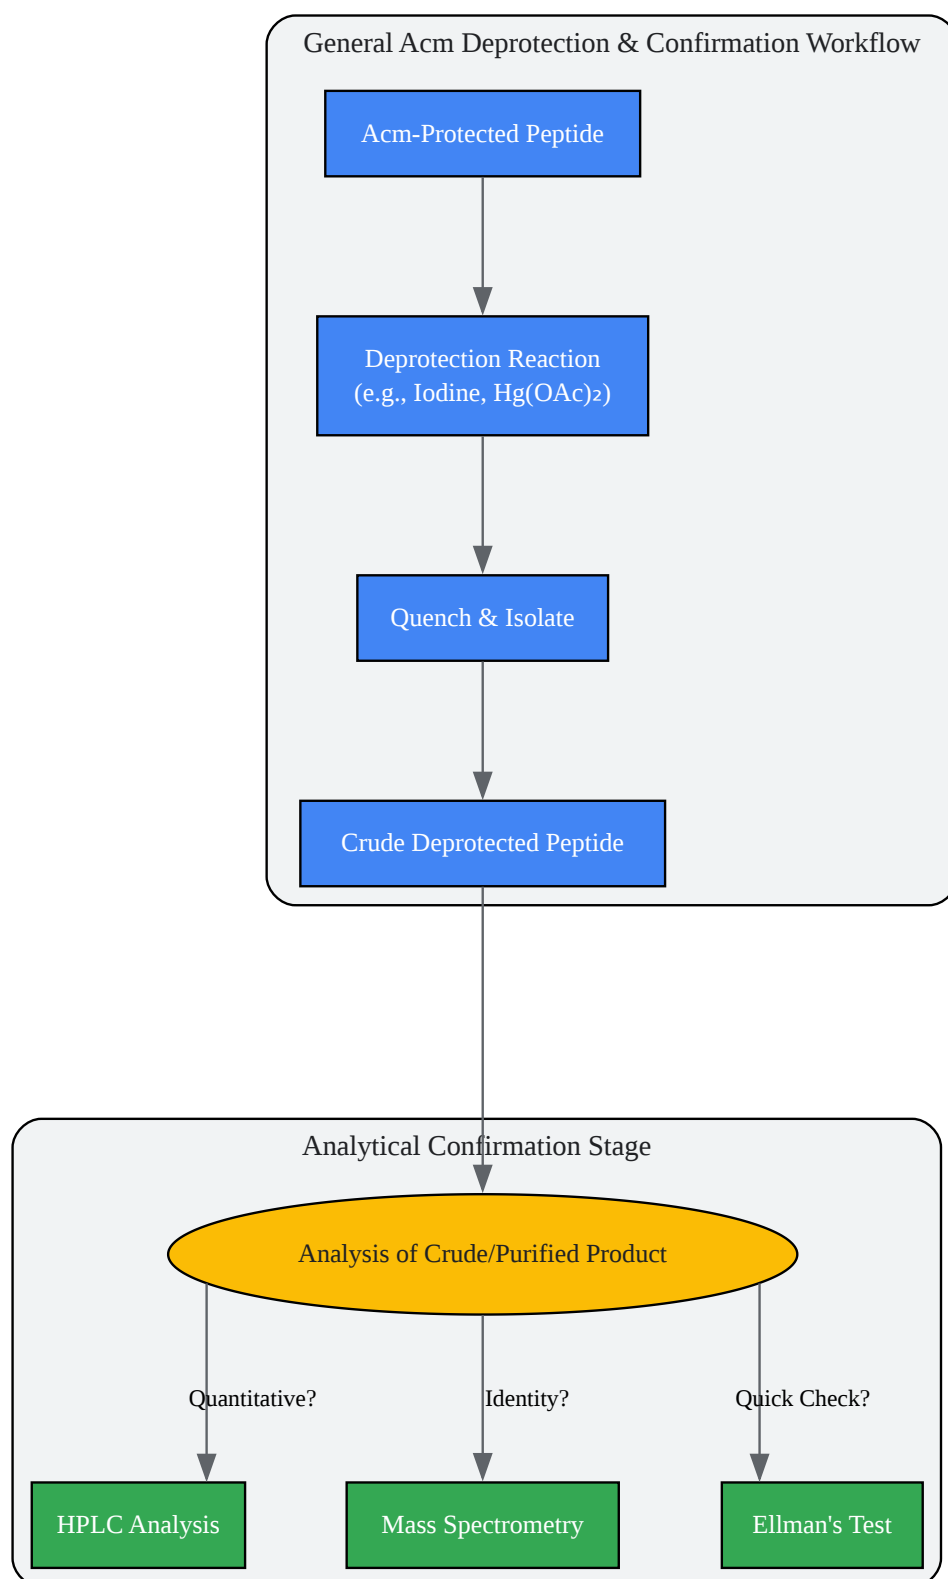 General Acm Deprotection & Confirmation Workflow
Acm-Protected Peptide
Deprotection Reaction
(e.g., Iodine, Hg(OAc)₂)
Quench & Isolate
Crude Deprotected Peptide
Analytical Confirmation Stage
Analysis of Crude/Purified Product
Quantitative?
Identity?
Quick Check?
HPLC Analysis
Mass Spectrometry
Ellman's Test